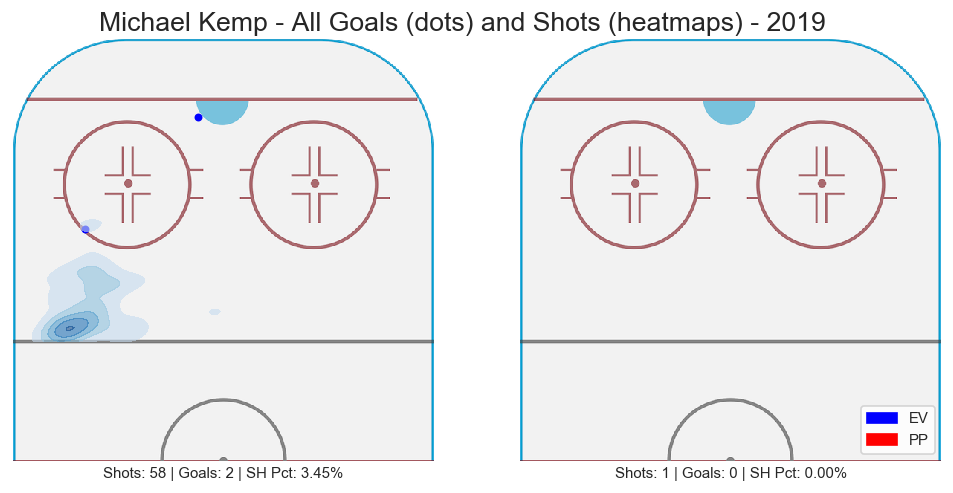 Michael Kemp - All Goals (dots) and Shots (heatmaps) - 2019
EV
PP
Shots: 58 | Goals: 2 | SH Pct: 3.45%
Shots: 1 | Goals: 0 | SH Pct: 0.00%